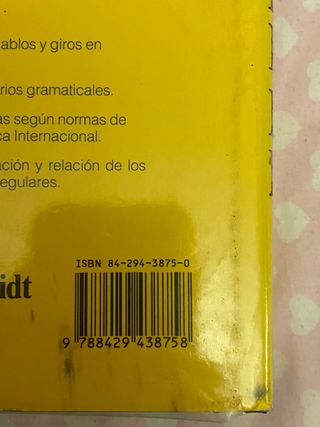 ablos y giros en
rios gramaticales.
as según normas de
ca Internacional.
ación y relación de los
egulares.
idt
ISBN 84-294-3875-0
9 788429 438758